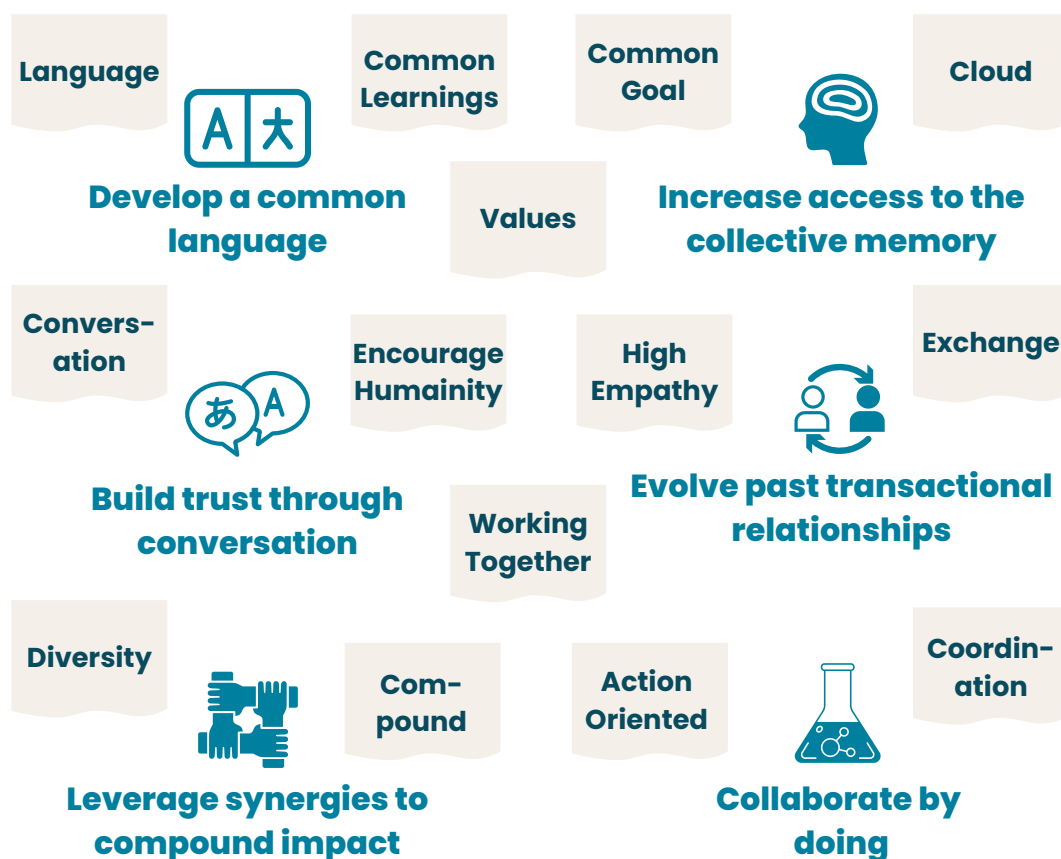 Language
Common
Learnings
Common
Goal
Cloud
A大
Develop a common
language
Values
Increase access to the
collective memory
Convers-
ation
Encourage
Humainity
High
Empathy
Exchange
あ A
Build trust through
conversation
Evolve past transactional
relationships
Working
Together
Diversity
Com-
pound
Action
Oriented
Coordin-
ation
Leverage synergies to
compound impact
Collaborate by
doing